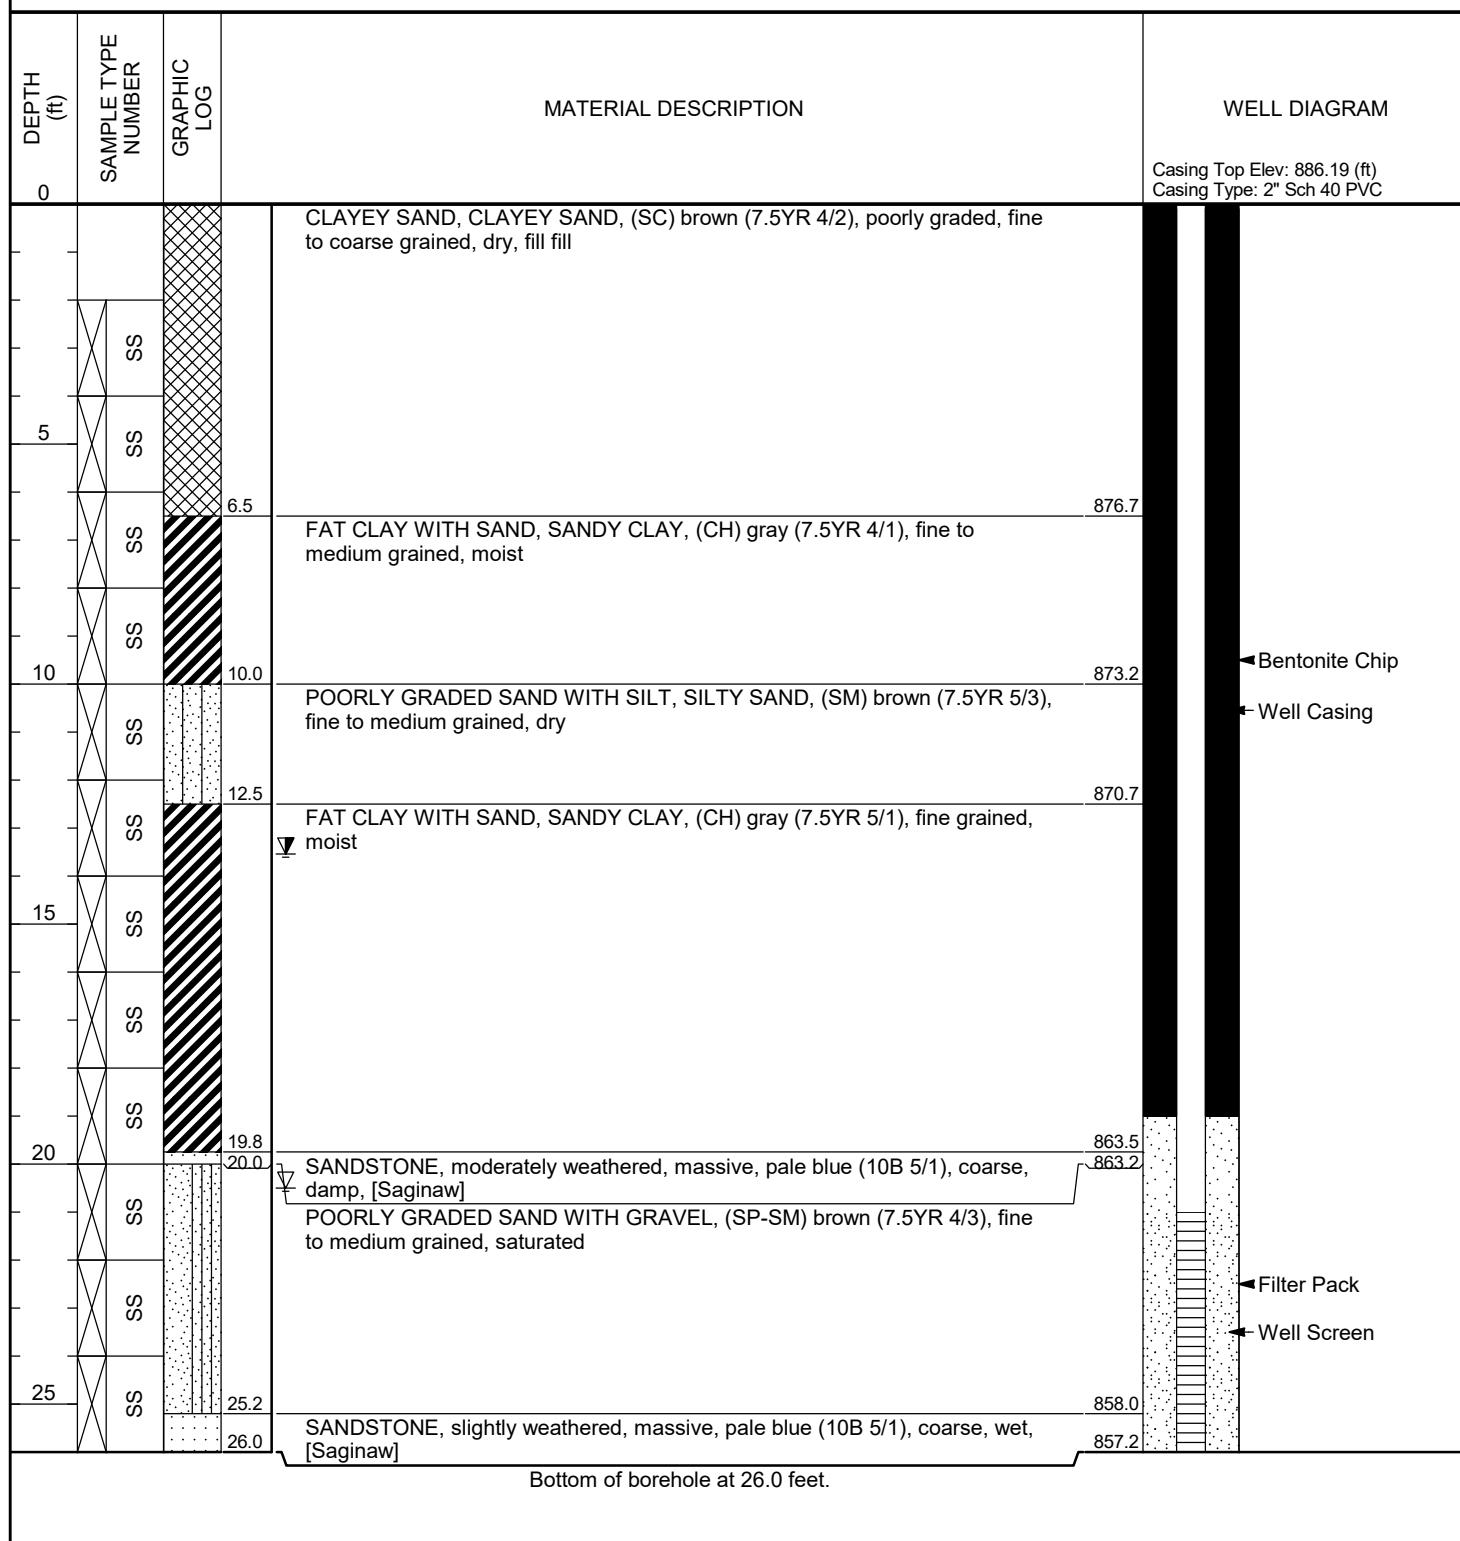 DEPTH
(ft)
0
SAMPLE TYPE
NUMBER
GRAPHIC
LOG
MATERIAL DESCRIPTION
WELL DIAGRAM
Casing Top Elev: 886.19 (ft)
Casing Type: 2" Sch 40 PVC
CLAYEY SAND, CLAYEY SAND, (SC) brown (7.5YR 4/2), poorly graded, fine
to coarse grained, dry, fill fill
SS
5
SS
6.5
876.7
FAT CLAY WITH SAND, SANDY CLAY, (CH) gray (7.5YR 4/1), fine to
medium grained, moist
SS
SS
Bentonite Chip
10
10.0
873.2
POORLY GRADED SAND WITH SILT, SILTY SAND, (SM) brown (7.5YR 5/3),
fine to medium grained, dry
Well Casing
SS
12.5
870.7
FAT CLAY WITH SAND, SANDY CLAY, (CH) gray (7.5YR 5/1), fine grained,
moist
SS
15
SS
SS
SS
19.8
863.5
20
20.0
863.2
SANDSTONE, moderately weathered, massive, pale blue (10B 5/1), coarse,
damp, [Saginaw]
POORLY GRADED SAND WITH GRAVEL, (SP-SM) brown (7.5YR 4/3), fine
to medium grained, saturated
SS
Filter Pack
SS
Well Screen
25
SS
25.2
858.0
SANDSTONE, slightly weathered, massive, pale blue (10B 5/1), coarse, wet,
[Saginaw]
26.0
857.2
Bottom of borehole at 26.0 feet.